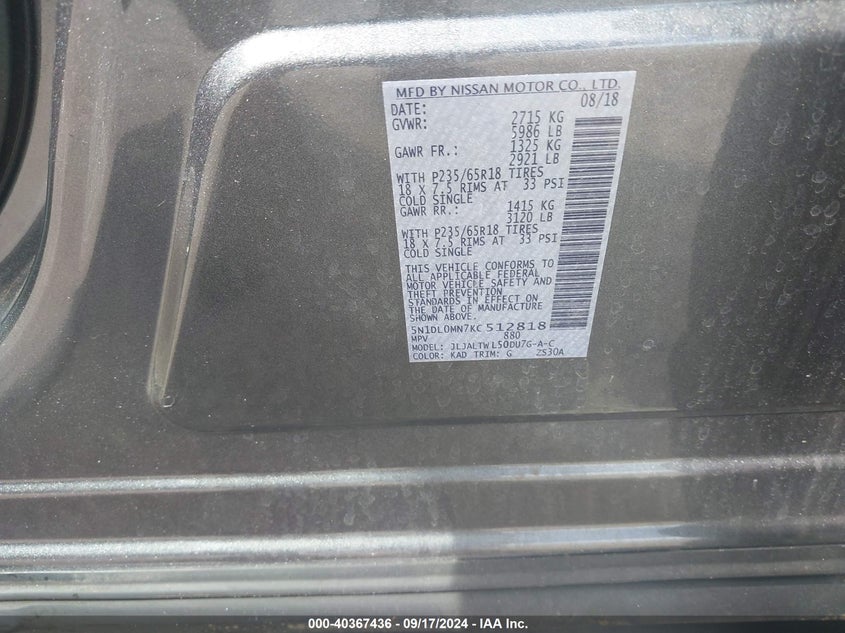 MFD BY NISSAN MOTOR CO., LTD.
DATE: 08/18
GVWR: 2715 KG
5986 LB
GAWR FR.: 1325 KG
2921 LB
WITH P235/65R18 TIRES
18 X 7.5 RIMS AT 33 PSI
COLD SINGLE
GAWR RR.: 1415 KG
3120 LB
WITH P235/65R18 TIRES
18 X 7.5 RIMS AT 33 PSI
COLD SINGLE
THIS VEHICLE CONFORMS TO
ALL APPLICABLE FEDERAL
MOTOR VEHICLE SAFETY AND
THEFT PREVENTION
STANDARDS IN EFFECT ON
THE DATE OF MANUFACTURE
SHOWN ABOVE.
5N1DL0MN7KC512818
MPV 880
MODEL: JLJALTWL50DU7G-A-C
COLOR: KAD TRIM: G ZS30A
000-40367436 - 09/17/2024 - IAA Inc.